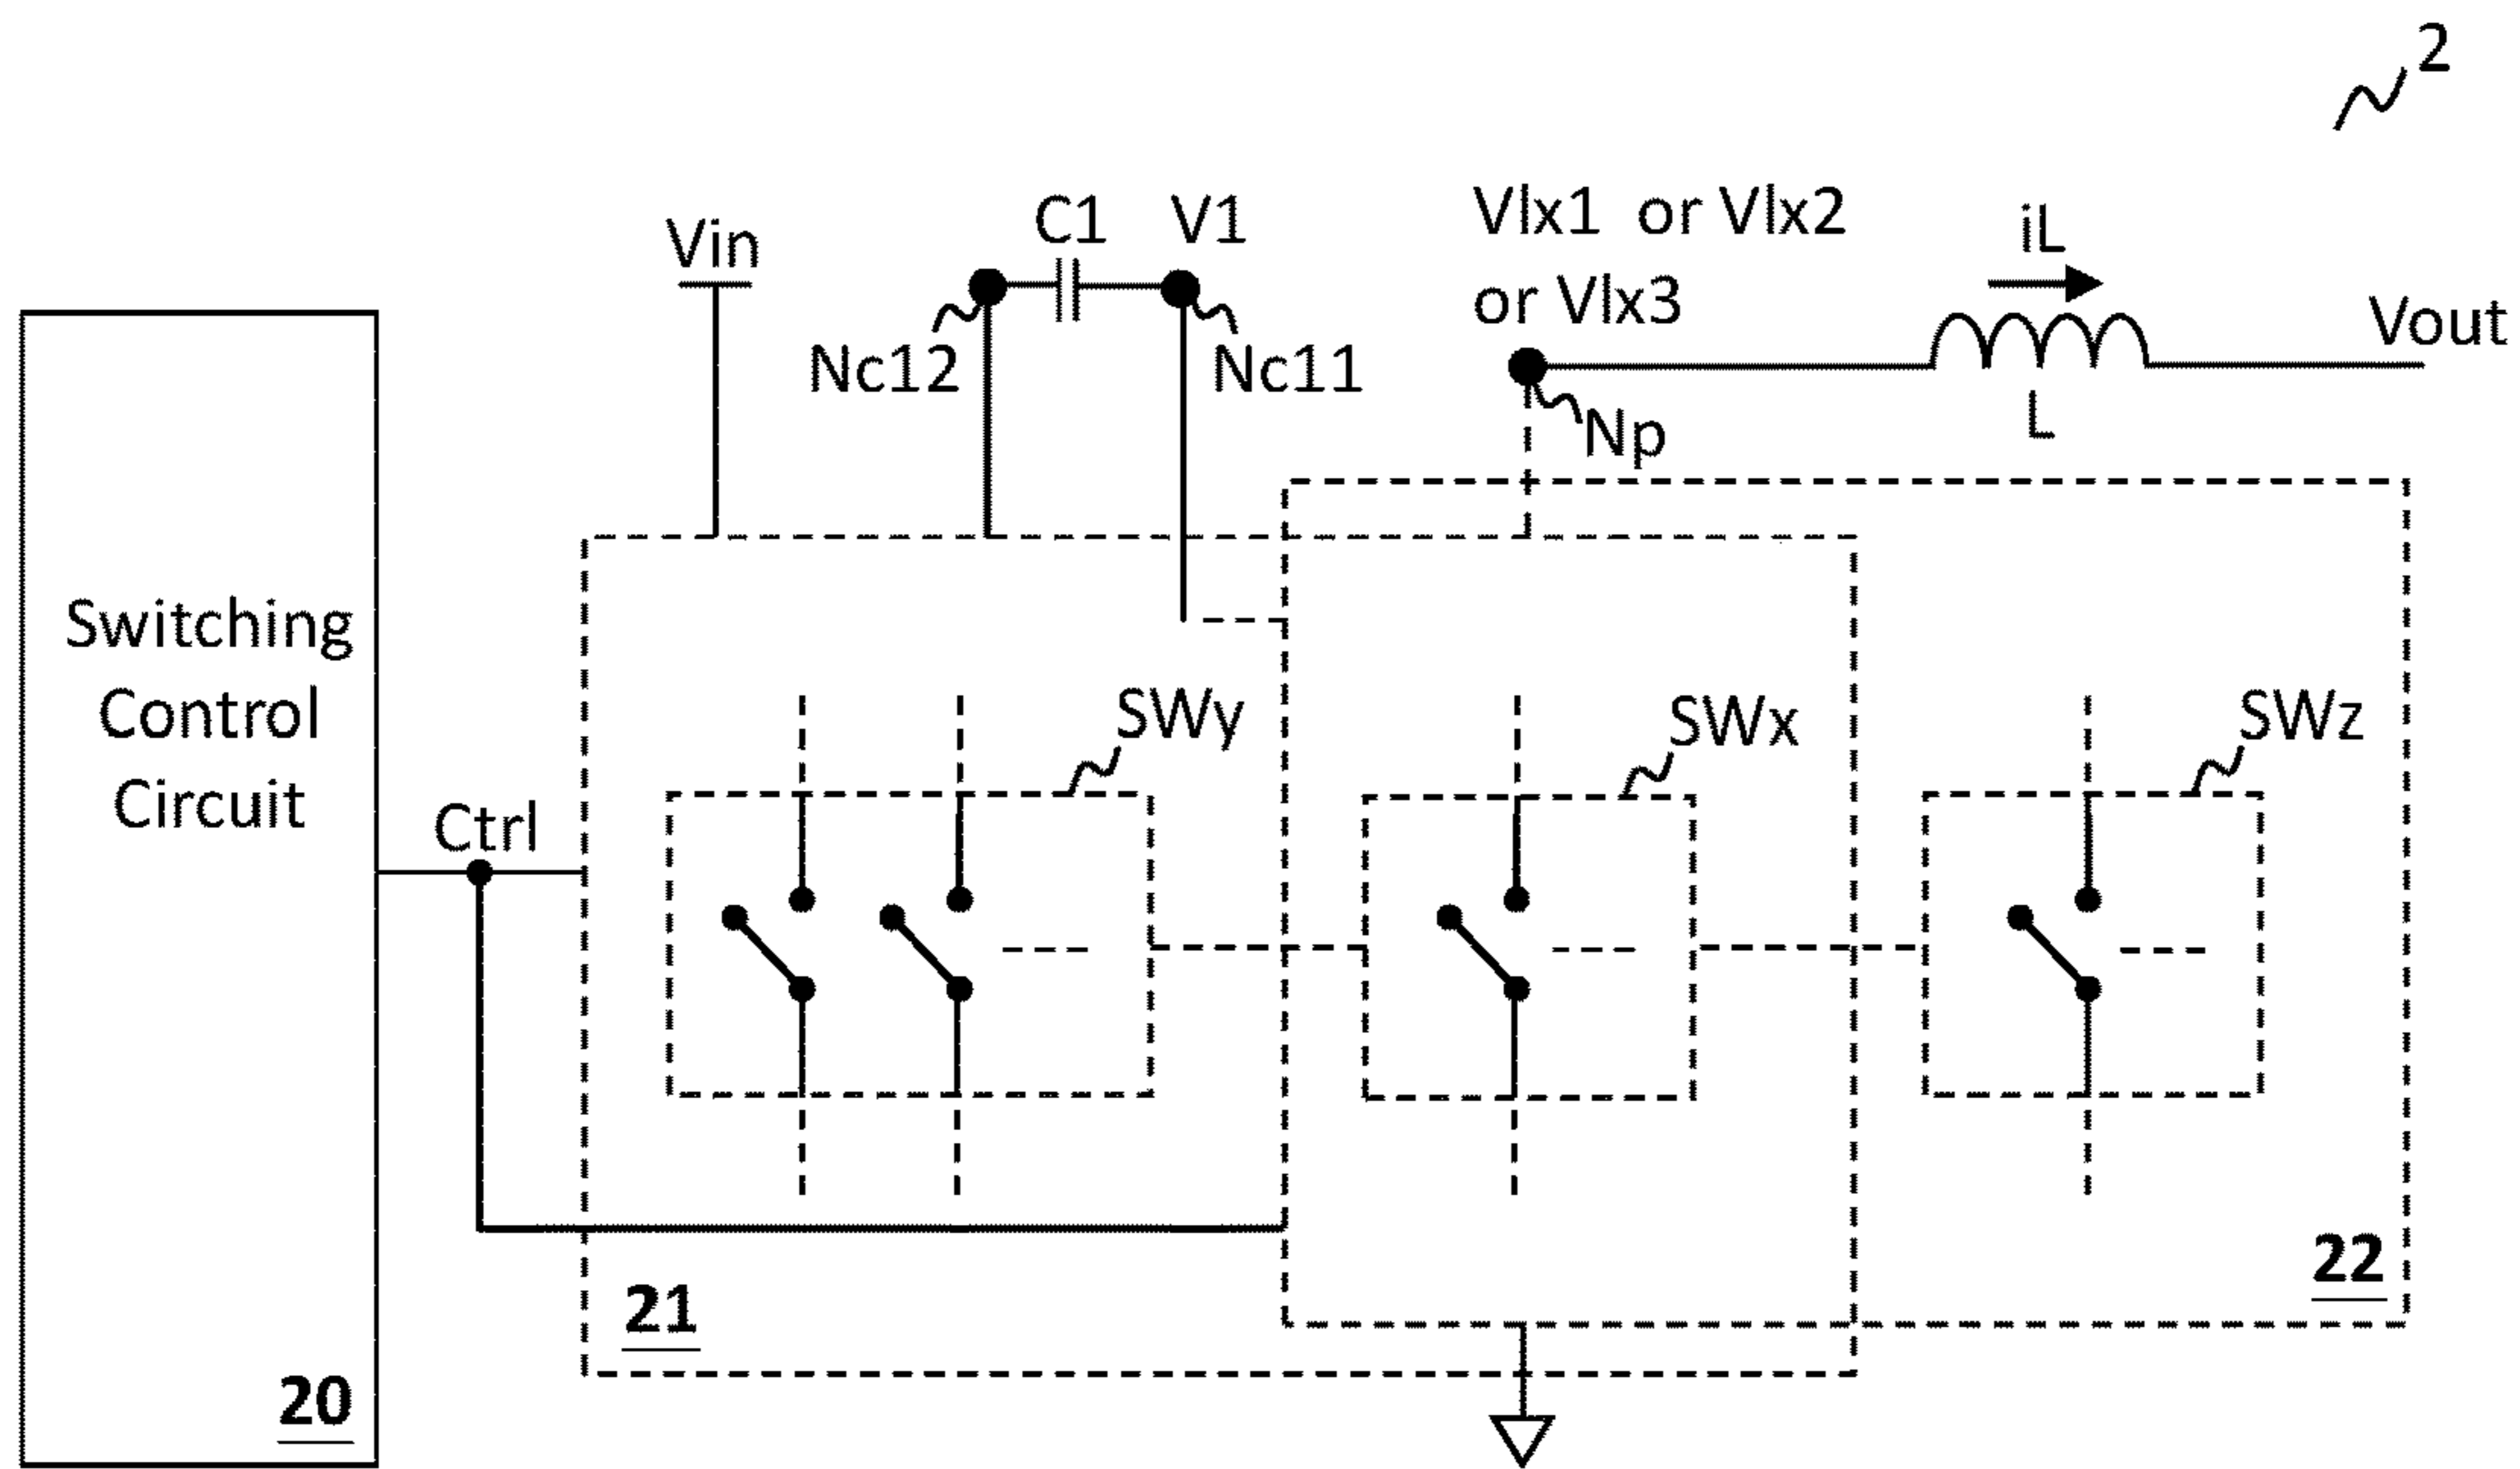 2
Vin
C1
V1
Vlx1 or Vlx2
or Vlx3
iL
Vout
Nc12
Nc11
Np
L
Switching
Control
Circuit
Ctrl
SWy
SWx
SWz
20
21
22